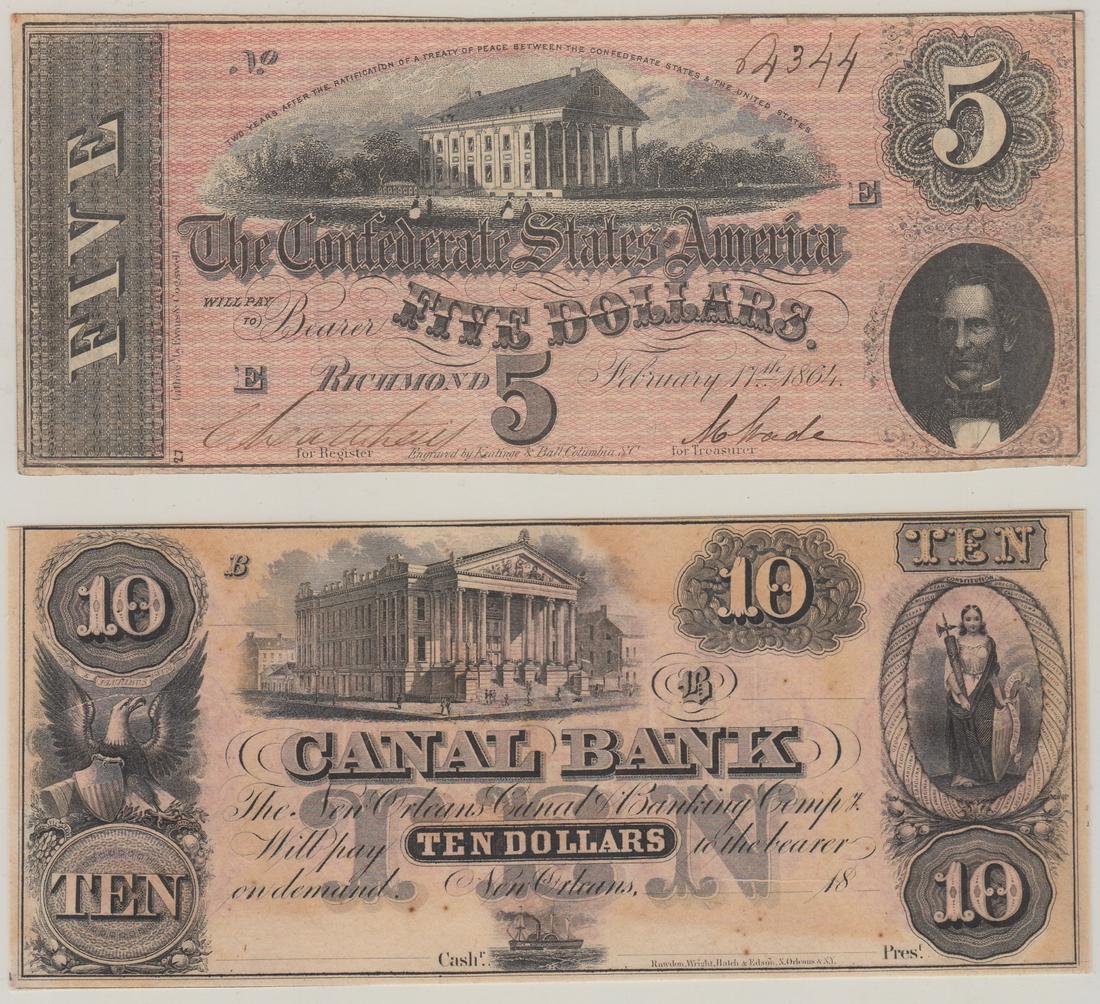 TWO YEARS AFTER THE RATIFICATION OF A TREATY OF PEACE BETWEEN THE CONFEDERATE STATES & THE UNITED STATES
No 62344
5
FIVE
E
The Confederate States of America
WILL PAY TO Bearer FIVE DOLLARS.
E RICHMOND 5 February 17th 1864.
for Register
Engraved by Keatinge & Ball, Columbia, S.C.
for Treasurer
27
10
B
10
TEN
PLURIBUS
B
CANAL BANK
TEN
The New Orleans Canal & Banking Compy.
Will pay TEN DOLLARS to the bearer
on demand. New Orleans, 18
TEN
10
Cashr.
Rawdon, Wright, Hatch & Edson, N. Orleans & N.Y.
Prest.